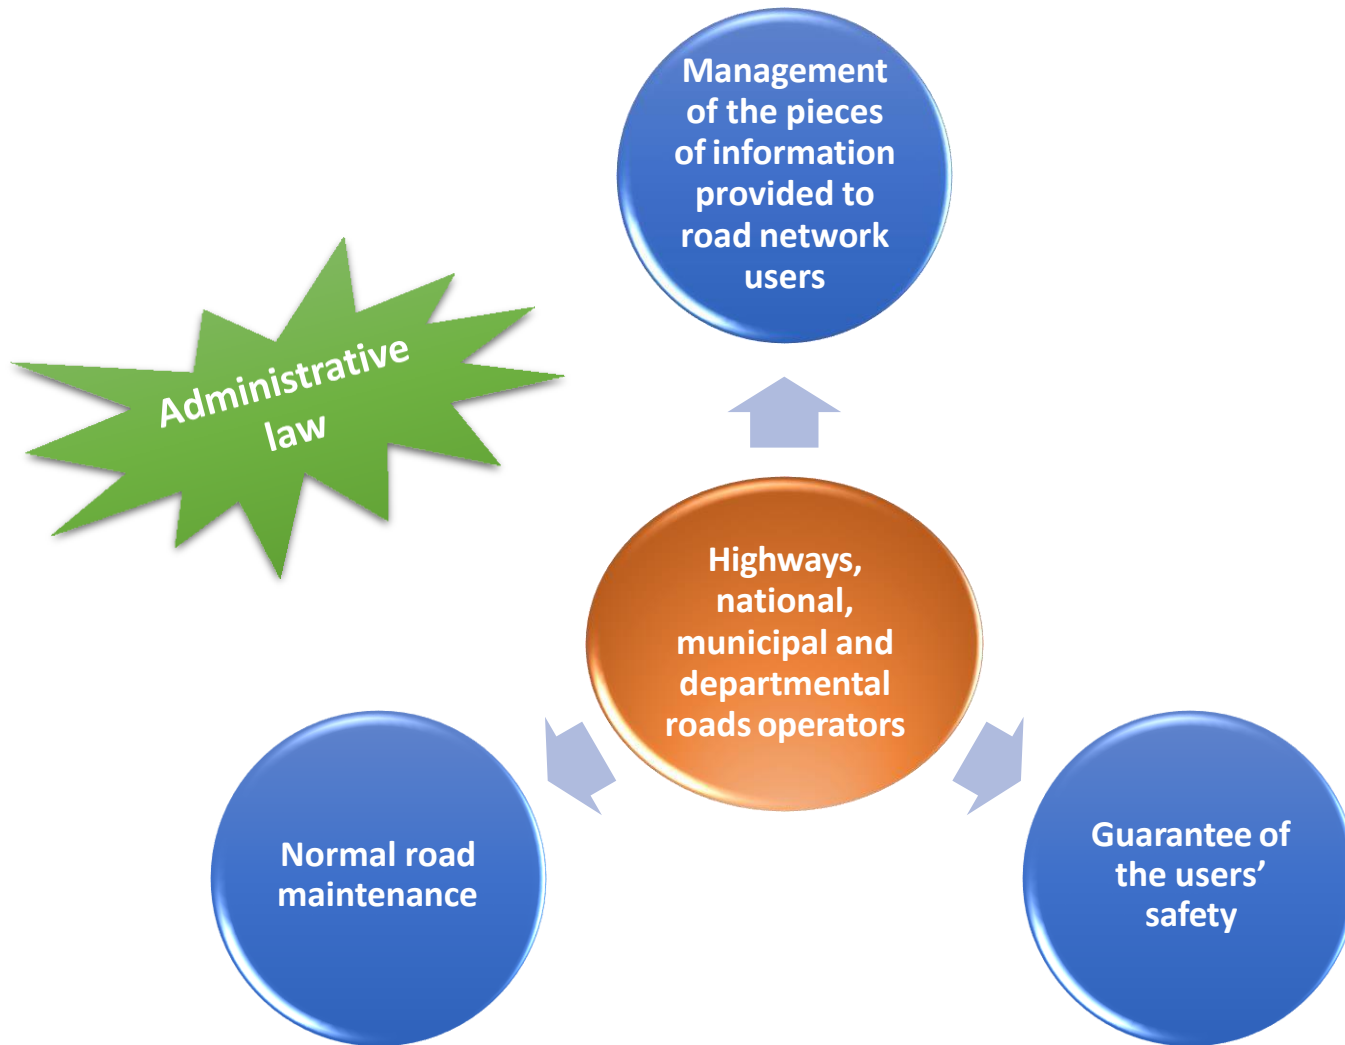 Management
of the pieces
of information
provided to
road network
users
Administrative
law
Highways,
national,
municipal and
departmental
roads operators
Normal road
maintenance
Guarantee of
the users’
safety